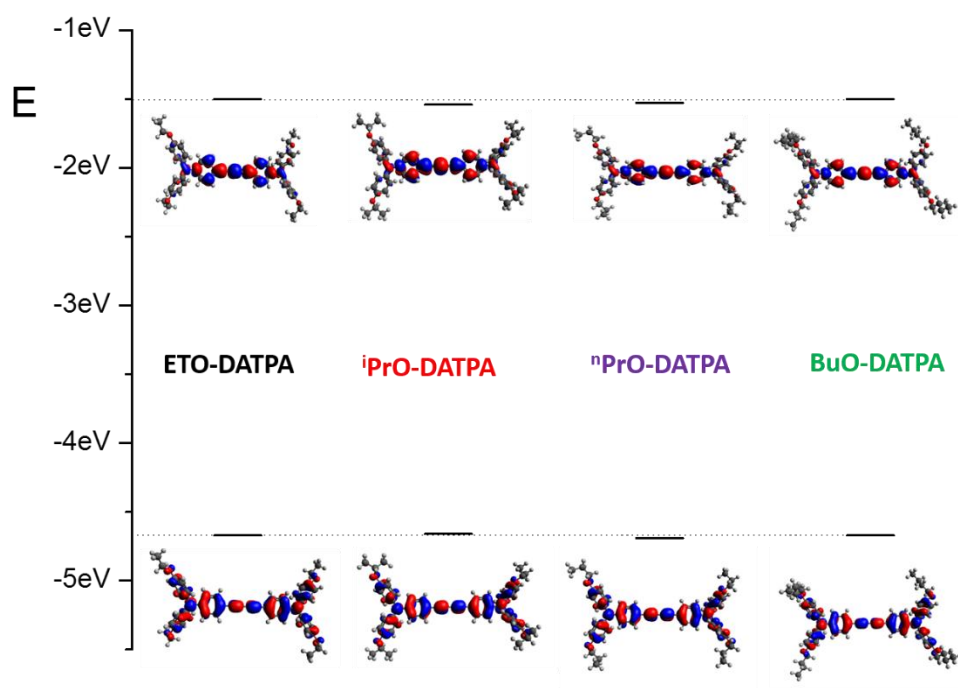 -1eV
E
-2eV
-3eV
ETO-DATPA
ⁱPrO-DATPA
ⁿPrO-DATPA
BuO-DATPA
-4eV
-5eV